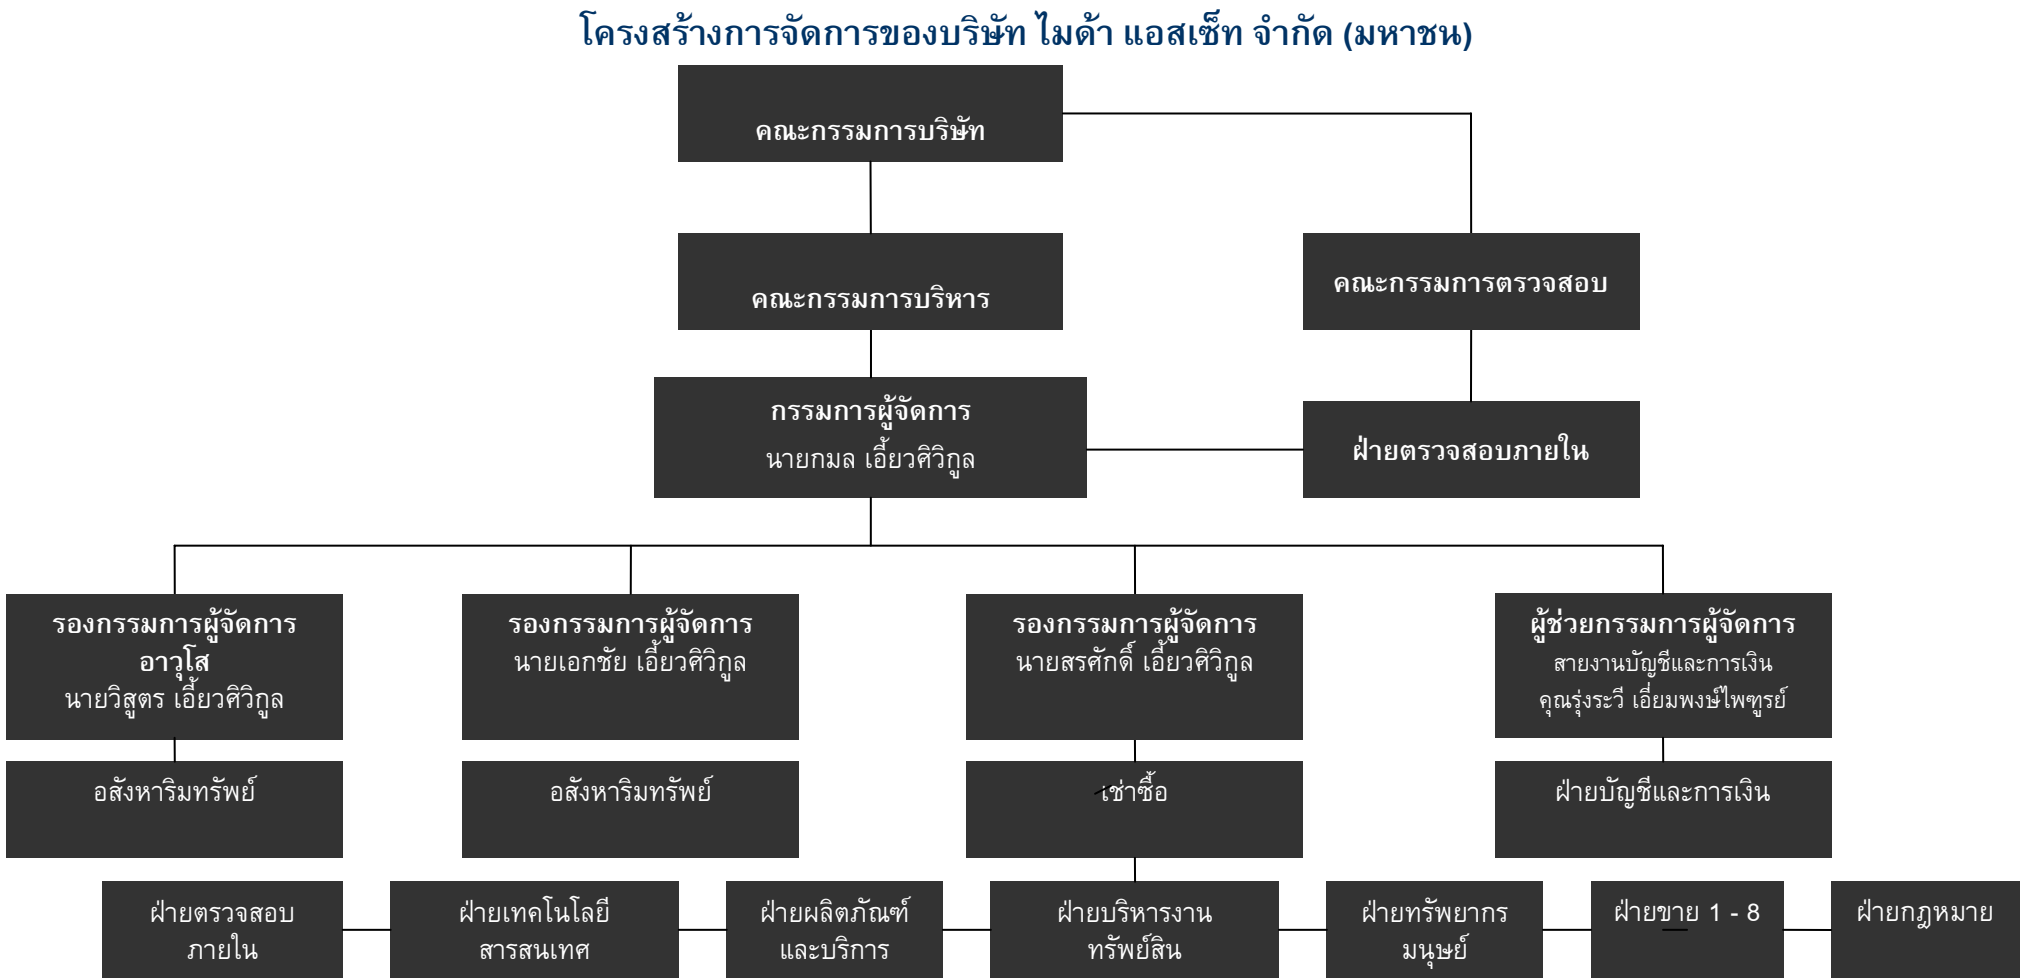 โครงสร้างการจัดการของบริษัท ไมด้า แอสเซ็ท จำกัด (มหาชน)
คณะกรรมการบริษัท
คณะกรรมการบริหาร
คณะกรรมการตรวจสอบ
กรรมการผู้จัดการ
นายกมล เอี้ยวศิวิกูล
ฝ่ายตรวจสอบภายใน
รองกรรมการผู้จัดการ
อาวุโส
นายวิสูตร เอี้ยวศิวิกูล
รองกรรมการผู้จัดการ
นายเอกชัย เอี้ยวศิวิกูล
รองกรรมการผู้จัดการ
นายสรศักดิ์ เอี้ยวศิวิกูล
ผู้ช่วยกรรมการผู้จัดการ
สายงานบัญชีและการเงิน
คุณรุ่งระวี เอี่ยมพงษ์ไพฑูรย์
อสังหาริมทรัพย์
อสังหาริมทรัพย์
เช่าซื้อ
ฝ่ายบัญชีและการเงิน
ฝ่ายตรวจสอบ
ภายใน
ฝ่ายเทคโนโลยี
สารสนเทศ
ฝ่ายผลิตภัณฑ์
และบริการ
ฝ่ายบริหารงาน
ทรัพย์สิน
ฝ่ายทรัพยากร
มนุษย์
ฝ่ายขาย 1 - 8
ฝ่ายกฎหมาย